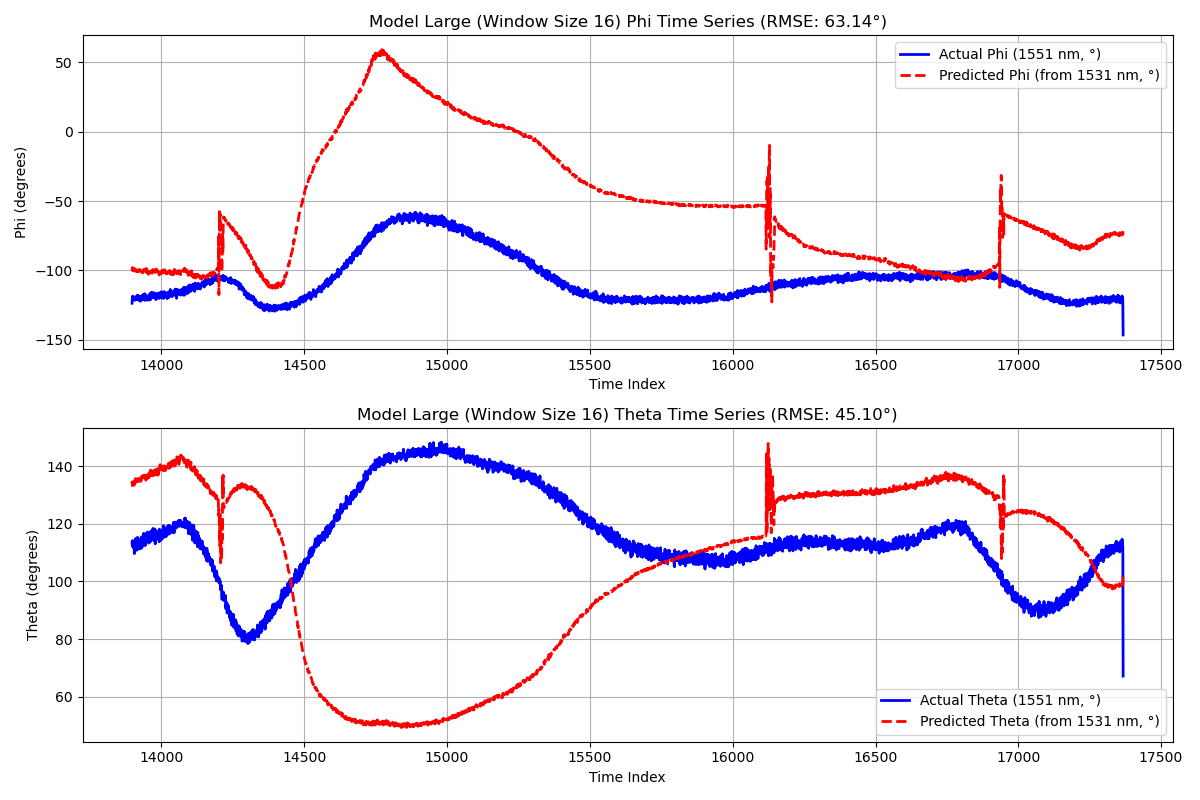 Model Large (Window Size 16) Phi Time Series (RMSE: 63.14°)
Actual Phi (1551 nm, °)
Predicted Phi (from 1531 nm, °)
Phi (degrees)
50
0
−50
−100
−150
14000 14500 15000 15500 16000 16500 17000 17500
Time Index
Model Large (Window Size 16) Theta Time Series (RMSE: 45.10°)
Theta (degrees)
140
120
100
80
60
Actual Theta (1551 nm, °)
Predicted Theta (from 1531 nm, °)
14000 14500 15000 15500 16000 16500 17000 17500
Time Index